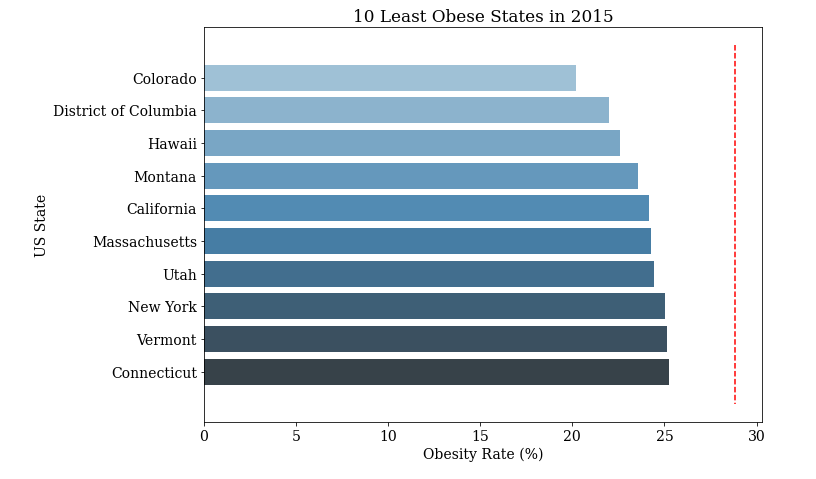 10 Least Obese States in 2015
Colorado
District of Columbia
Hawaii
Montana
California
Massachusetts
Utah
New York
Vermont
Connecticut
US State
0 5 10 15 20 25 30
Obesity Rate (%)